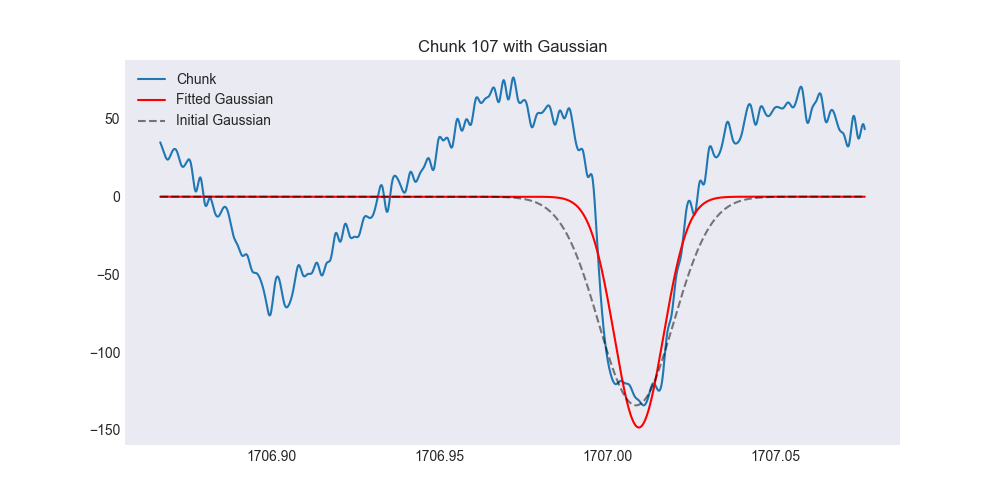 Chunk 107 with Gaussian
Chunk
Fitted Gaussian
Initial Gaussian
50
0
−50
−100
−150
1706.90 1706.95 1707.00 1707.05